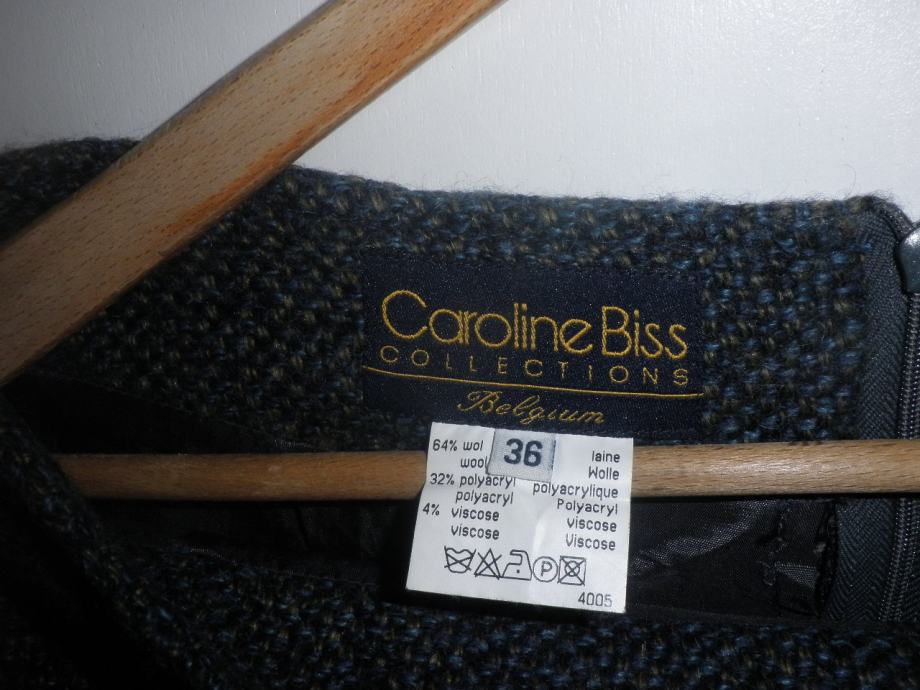 Caroline Biss
COLLECTIONS
Belgium
36
64% wol laine
wool Wolle
32% polyacryl polyacrylique
polyacryl Polyacryl
4% viscose viscose
viscose Viscose
P
4005